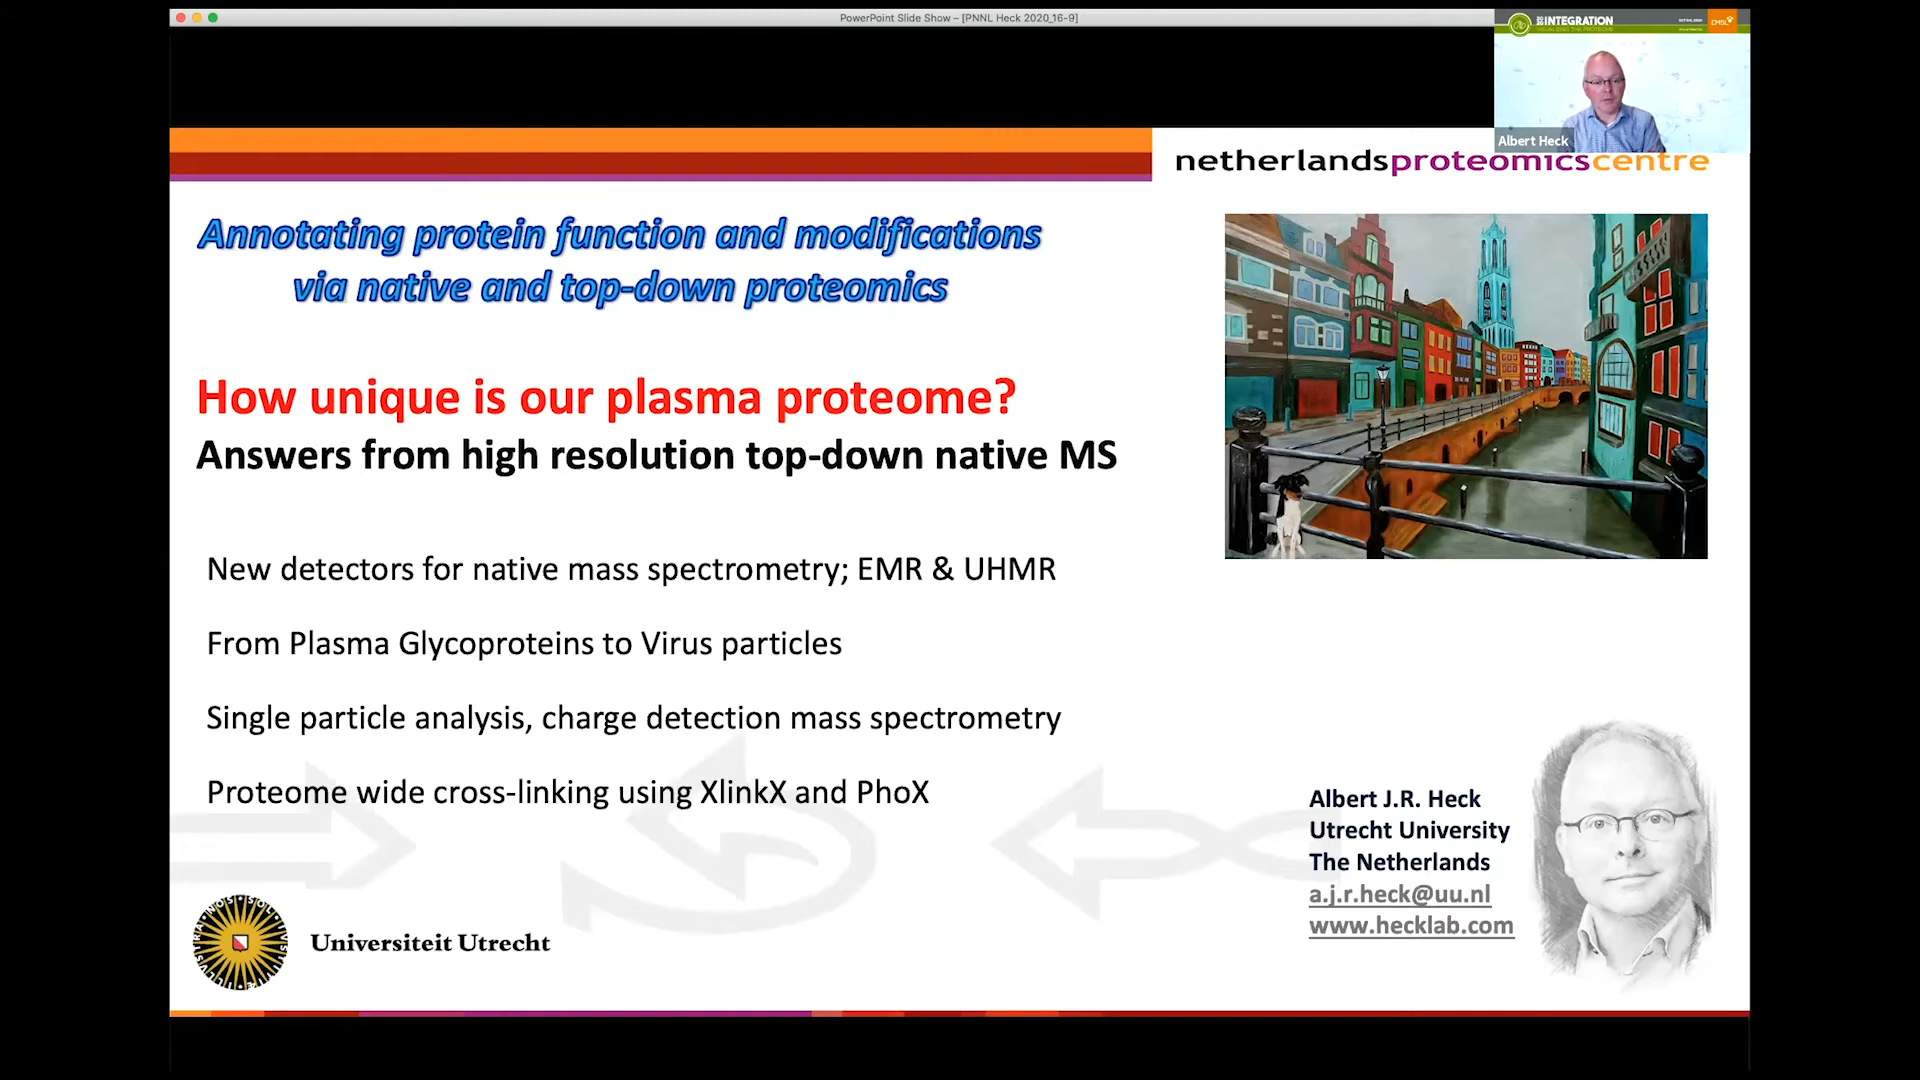 PowerPoint Slide Show – [PNNL Heck 2020_16-9]
INTEGRATION
VISUALIZING THE PROTEOME
EMSL
Albert Heck
netherlandsproteomicscentre
Annotating protein function and modifications
via native and top-down proteomics
How unique is our plasma proteome?
Answers from high resolution top-down native MS
New detectors for native mass spectrometry; EMR & UHMR
From Plasma Glycoproteins to Virus particles
Single particle analysis, charge detection mass spectrometry
Proteome wide cross-linking using XlinkX and PhoX
Albert J.R. Heck
Utrecht University
The Netherlands
a.j.r.heck@uu.nl
www.hecklab.com
Universiteit Utrecht